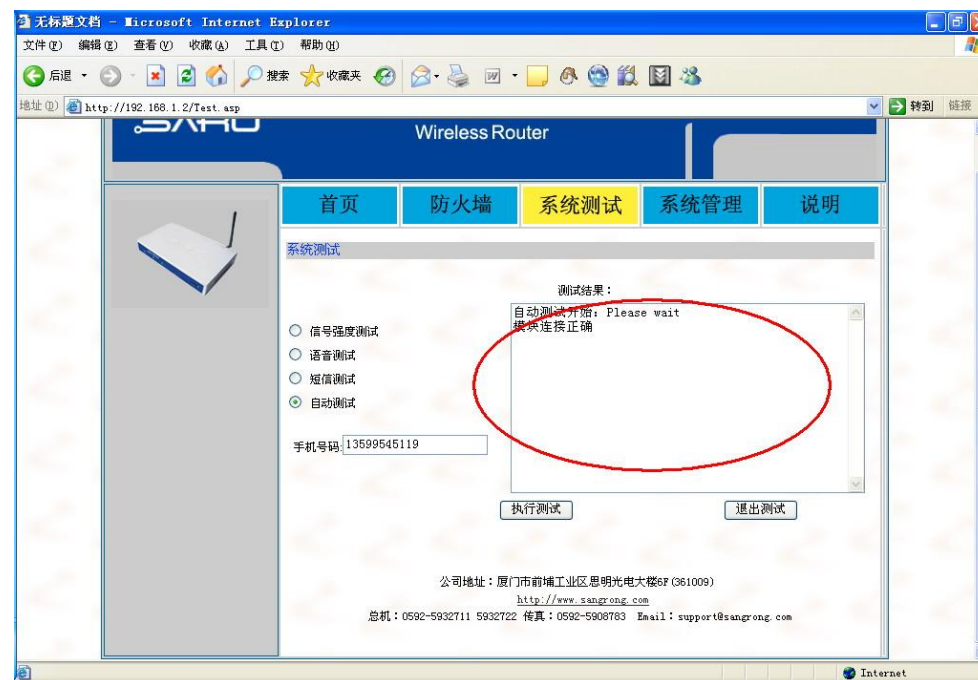 无标题文档 - Microsoft Internet Explorer
文件(F) 编辑(E) 查看(V) 收藏(A) 工具(T) 帮助(H)
后退 搜索 收藏夹
地址(D) http://192.168.1.2/Test.asp 转到 链接
Wireless Router
首页 防火墙 系统测试 系统管理 说明
系统测试
测试结果:
自动测试开始: Please wait
模块连接正确
信号强度测试
语音测试
短信测试
自动测试
手机号码: 13599545119
执行测试 退出测试
公司地址:厦门市前埔工业区思明光电大楼6F(361009)
http://www.sangrong.com
总机:0592-5932711 5932722 传真:0592-5908783 Email:support@sangrong.com
Internet